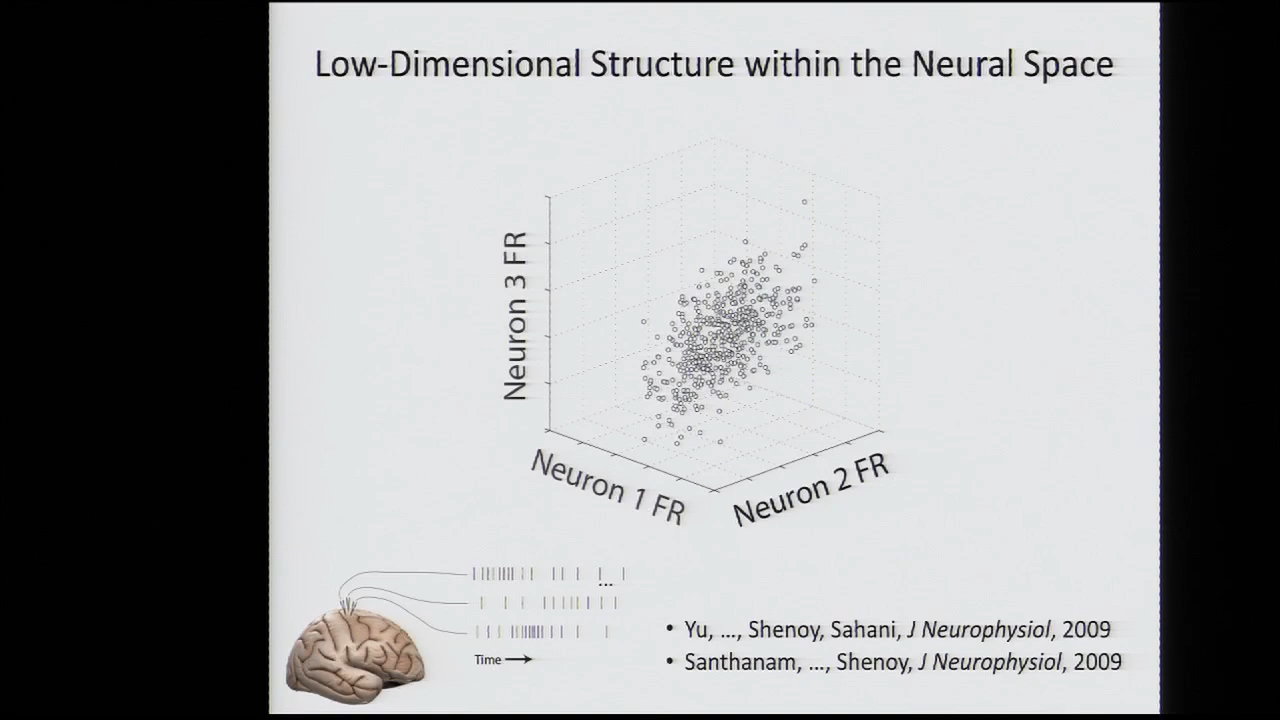 Low-Dimensional Structure within the Neural Space
Neuron 3 FR
Neuron 1 FR
Neuron 2 FR
...
Time
• Yu, ..., Shenoy, Sahani, J Neurophysiol, 2009
• Santhanam, ..., Shenoy, J Neurophysiol, 2009